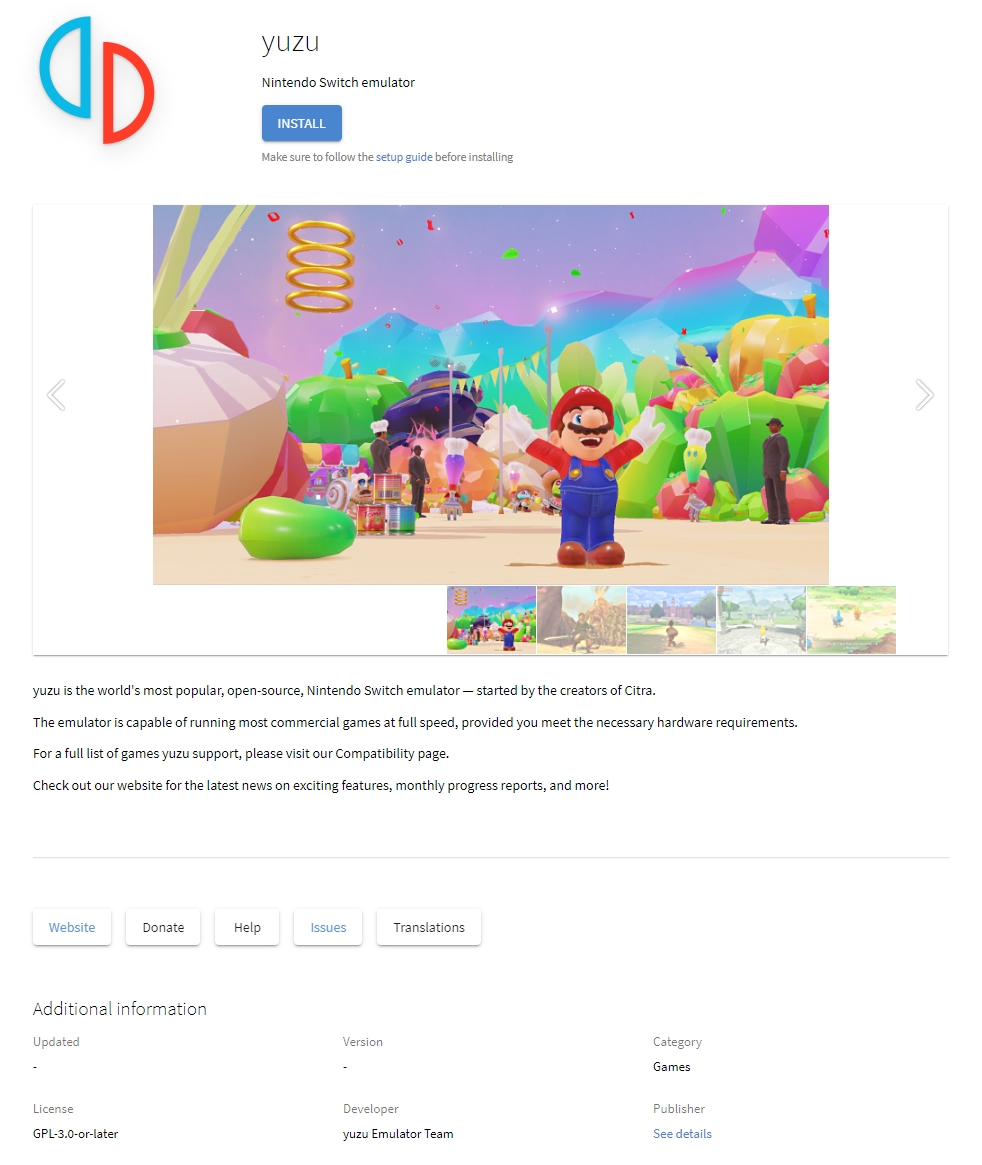 yuzu
Nintendo Switch emulator
INSTALL
Make sure to follow the setup guide before installing
yuzu is the world's most popular, open-source, Nintendo Switch emulator — started by the creators of Citra.
The emulator is capable of running most commercial games at full speed, provided you meet the necessary hardware requirements.
For a full list of games yuzu support, please visit our Compatibility page.
Check out our website for the latest news on exciting features, monthly progress reports, and more!
Website Donate Help Issues Translations
Additional information
Updated Version Category
- - Games
License Developer Publisher
GPL-3.0-or-later yuzu Emulator Team See details